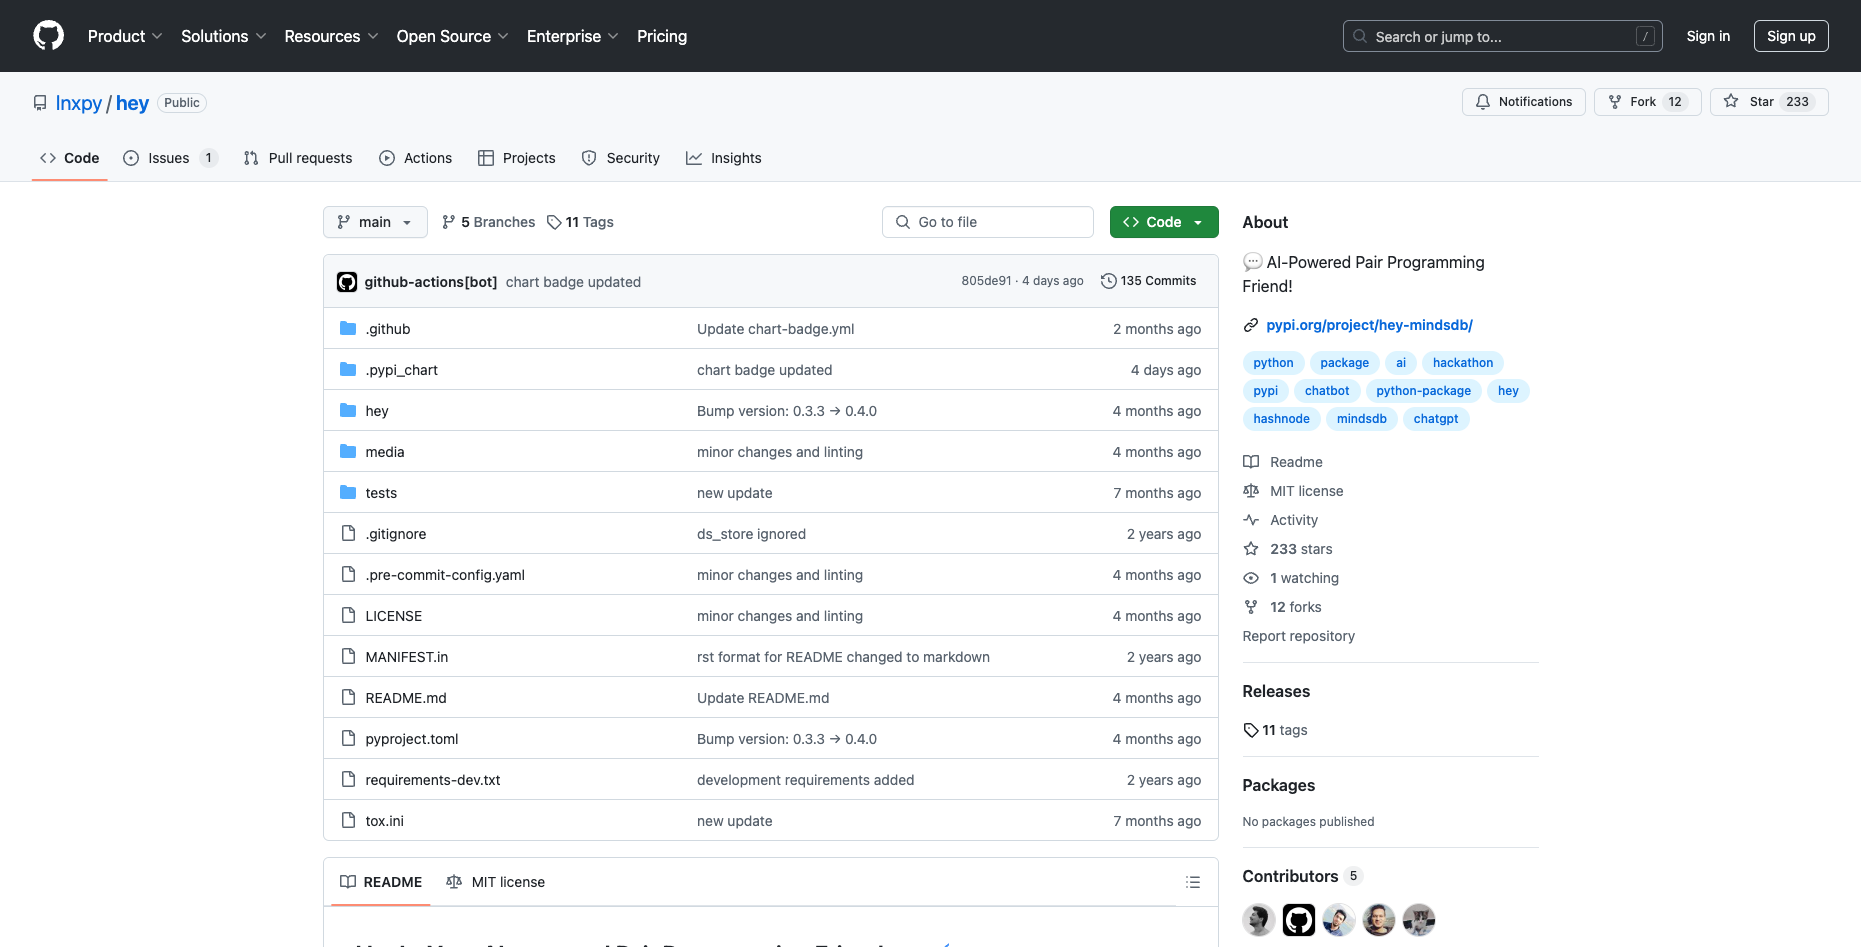 Product Solutions Resources Open Source Enterprise Pricing Search or jump to... / Sign in Sign up
lnxpy / hey Public Notifications Fork 12 Star 233
Code Issues 1 Pull requests Actions Projects Security Insights
main 5 Branches 11 Tags Go to file Code
github-actions[bot] chart badge updated 805de91 · 4 days ago 135 Commits
.github Update chart-badge.yml 2 months ago
.pypi_chart chart badge updated 4 days ago
hey Bump version: 0.3.3 → 0.4.0 4 months ago
media minor changes and linting 4 months ago
tests new update 7 months ago
.gitignore ds_store ignored 2 years ago
.pre-commit-config.yaml minor changes and linting 4 months ago
LICENSE minor changes and linting 4 months ago
MANIFEST.in rst format for README changed to markdown 2 years ago
README.md Update README.md 4 months ago
pyproject.toml Bump version: 0.3.3 → 0.4.0 4 months ago
requirements-dev.txt development requirements added 2 years ago
tox.ini new update 7 months ago
README MIT license
About
💬 AI-Powered Pair Programming
Friend!
pypi.org/project/hey-mindsdb/
python package ai hackathon
pypi chatbot python-package hey
hashnode mindsdb chatgpt
Readme
MIT license
Activity
233 stars
1 watching
12 forks
Report repository
Releases
11 tags
Packages
No packages published
Contributors 5